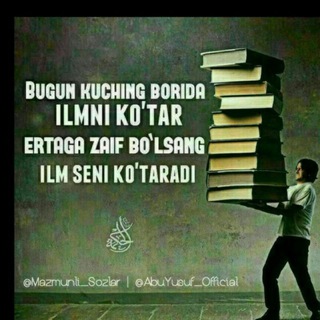 Bugun kuching borida
ilmni ko'tar
ertaga zaif bo'lsang
ilm seni ko'taradi
@Mazmunli_Sozlar | @AbuYusuf_Official